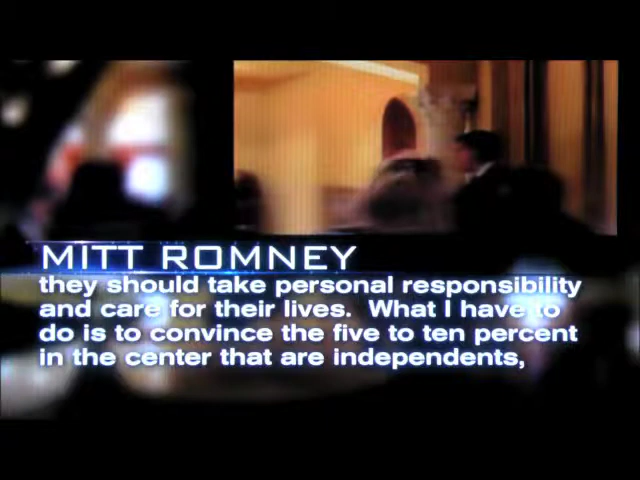 MITT ROMNEY
they should take personal responsibility
and care for their lives.  What I have to
do is to convince the five to ten percent
in the center that are independents,